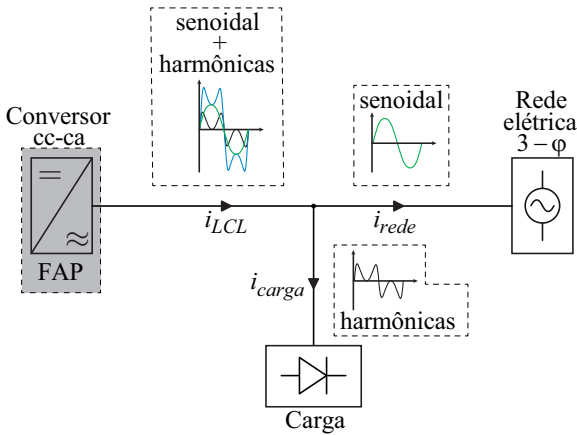 senoidal
+
harmônicas
Conversor
cc-ca
FAP
senoidal
Rede
elétrica
3 – φ
i_LCL
i_rede
i_carga
harmônicas
Carga